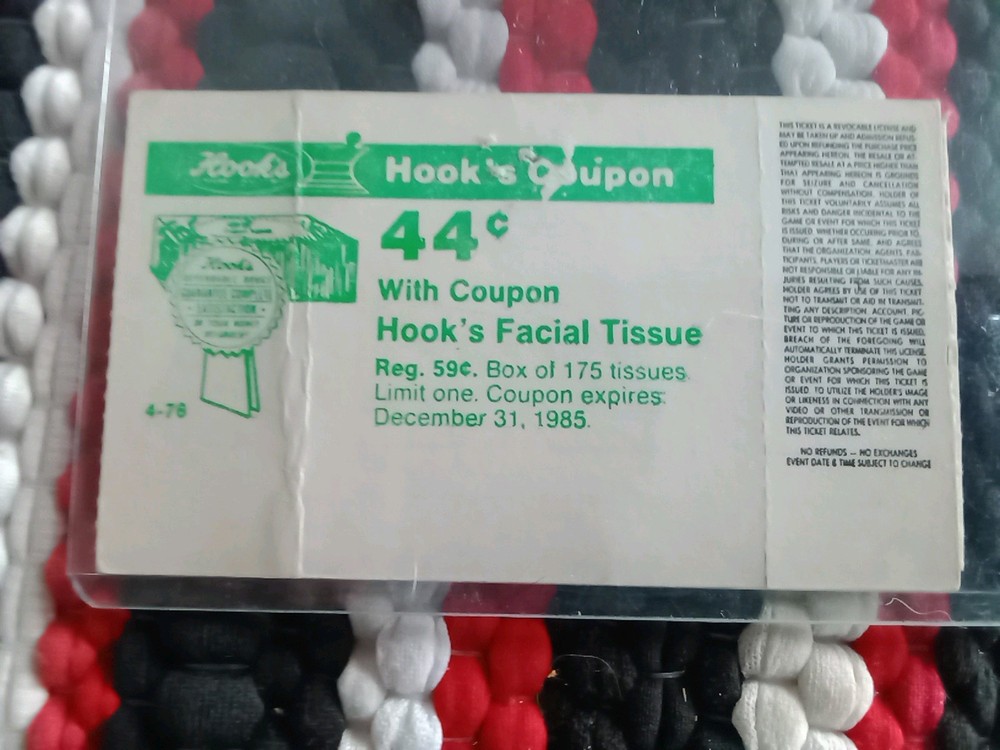 Hook's
Hook's Coupon
44¢
With Coupon
Hook's Facial Tissue
Reg. 59¢. Box of 175 tissues.
Limit one. Coupon expires:
December 31, 1985.
Hook's
GUARANTEE COMPLETE
SATISFACTION
4-76
THIS TICKET IS A REVOCABLE LICENSE AND
MAY BE TAKEN UP AND ADMISSION REFUS-
ED UPON REFUNDING THE PURCHASE PRICE
APPEARING HEREON. THE RESALE OR AT-
TEMPTED RESALE AT A PRICE HIGHER THAN
THAT APPEARING HEREON IS GROUNDS
FOR SEIZURE AND CANCELLATION
WITHOUT COMPENSATION. HOLDER OF
THIS TICKET VOLUNTARILY ASSUMES ALL
RISKS AND DANGER INCIDENTAL TO THE
GAME OR EVENT FOR WHICH THIS TICKET
IS ISSUED, WHETHER OCCURING PRIOR TO,
DURING OR AFTER SAME, AND AGREES
THAT THE ORGANIZATION, AGENTS, PAR-
TICIPANTS, PLAYERS OR TICKETMASTER ARE
NOT RESPONSIBLE OR LIABLE FOR ANY IN-
JURIES RESULTING FROM SUCH CAUSES.
HOLDER AGREES BY USE OF THIS TICKET
NOT TO TRANSMIT OR AID IN TRANSMIT-
TING ANY DESCRIPTION, ACCOUNT, PIC-
TURE OR REPRODUCTION OF THE GAME OR
EVENT TO WHICH THIS TICKET IS ISSUED.
BREACH OF THE FOREGOING WILL
AUTOMATICALLY TERMINATE THIS LICENSE.
HOLDER GRANTS PERMISSION TO
ORGANIZATION SPONSORING THE GAME
OR EVENT FOR WHICH THIS TICKET IS
ISSUED, TO UTILIZE THE HOLDER'S IMAGE
OR LIKENESS IN CONNECTION WITH ANY
VIDEO OR OTHER TRANSMISSION OR
REPRODUCTION OF THE EVENT FOR WHICH
THIS TICKET RELATES.
NO REFUNDS — NO EXCHANGES
EVENT DATE & TIME SUBJECT TO CHANGE